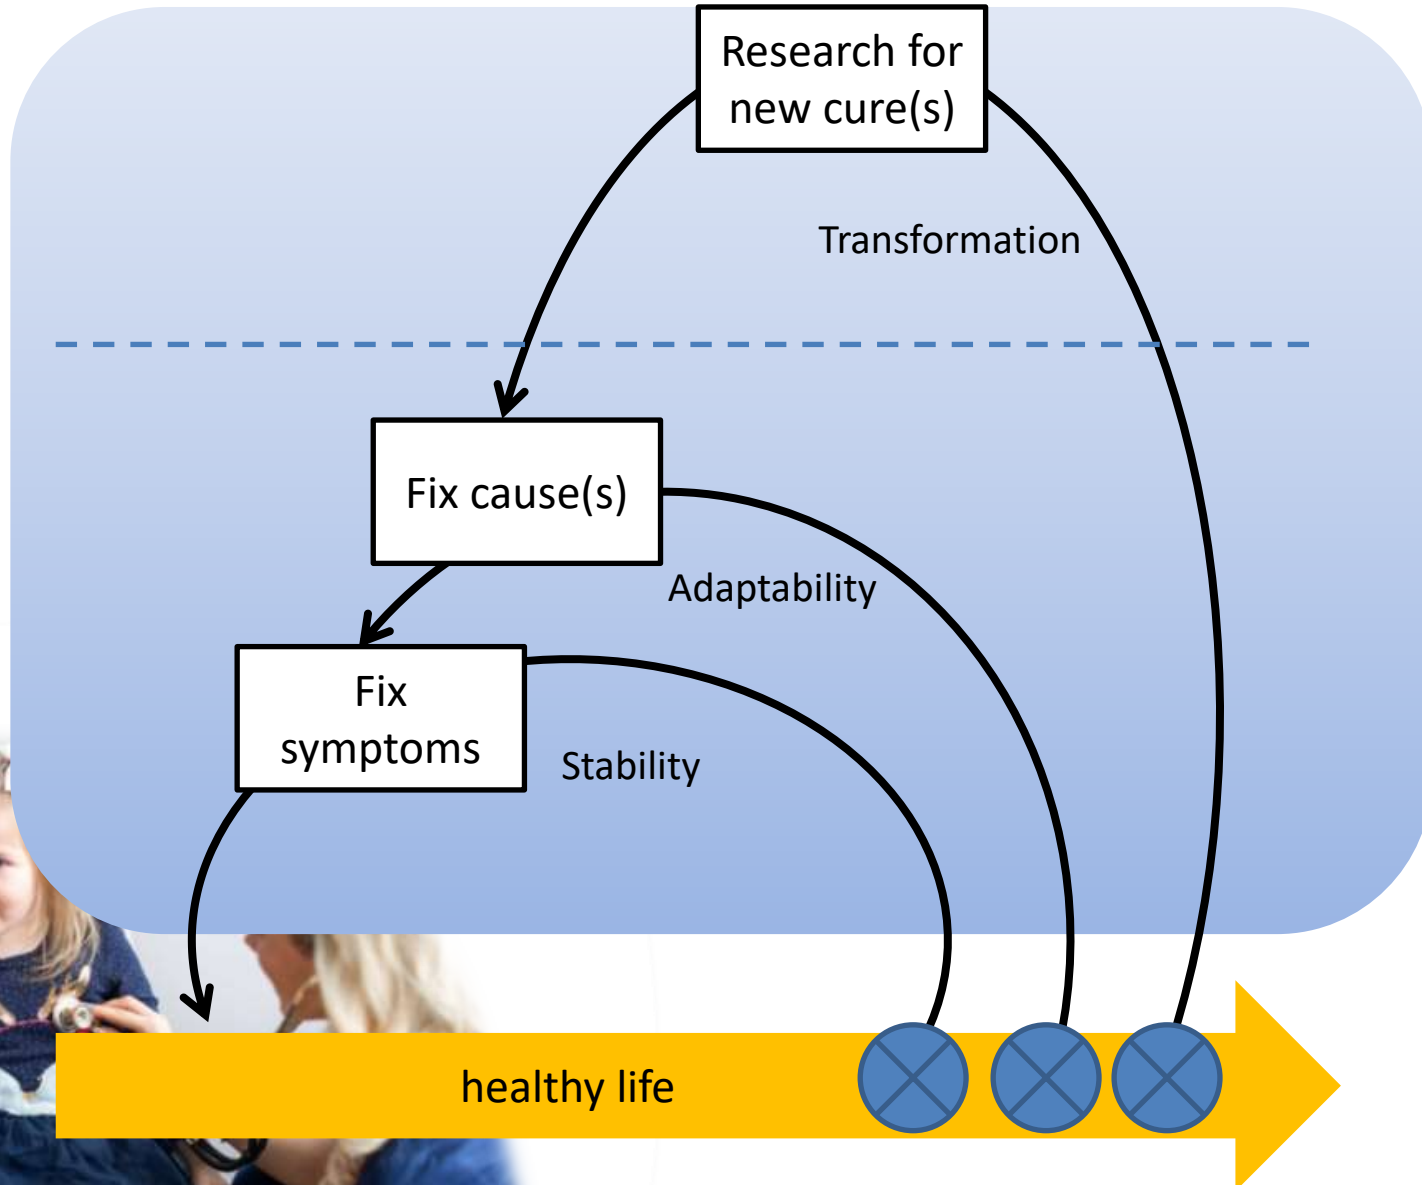 Research for
new cure(s)
Transformation
Fix cause(s)
Adaptability
Fix
symptoms
Stability
healthy life